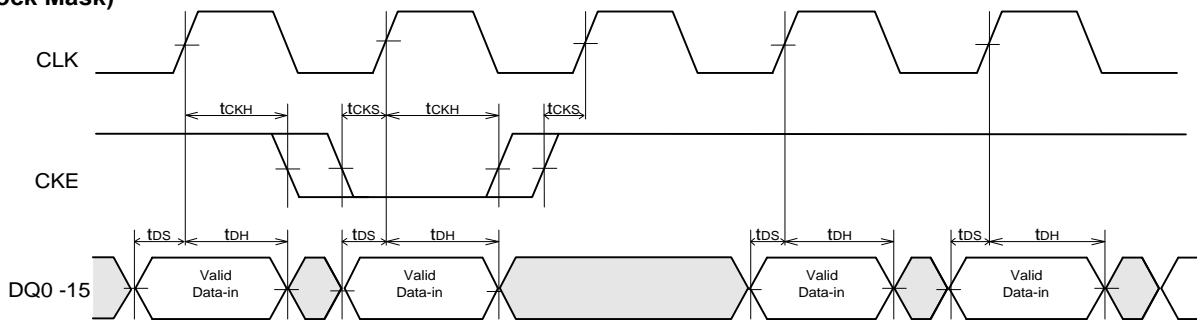 ock Mask)
CLK
tCKH tCKS tCKH tCKS
CKE
tDS tDH tDS tDH tDS tDH tDS tDH
DQ0 -15
Valid Data-in
Valid Data-in
Valid Data-in
Valid Data-in